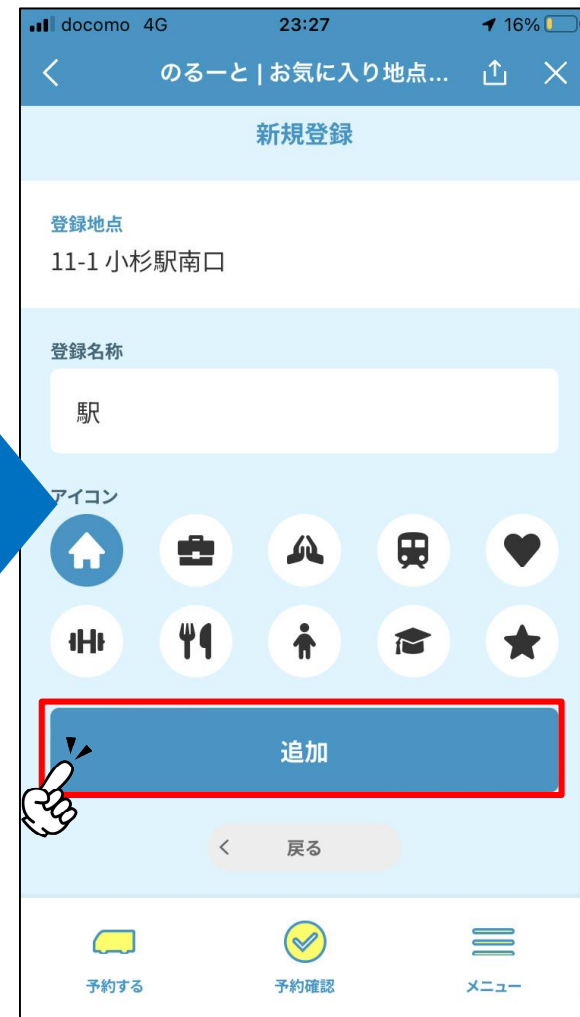 docomo 4G 23:27 16%
のるーと | お気に入り地点...
新規登録
登録地点
11-1 小杉駅南口
登録名称
駅
アイコン
追加
戻る
予約する 予約確認 メニュー